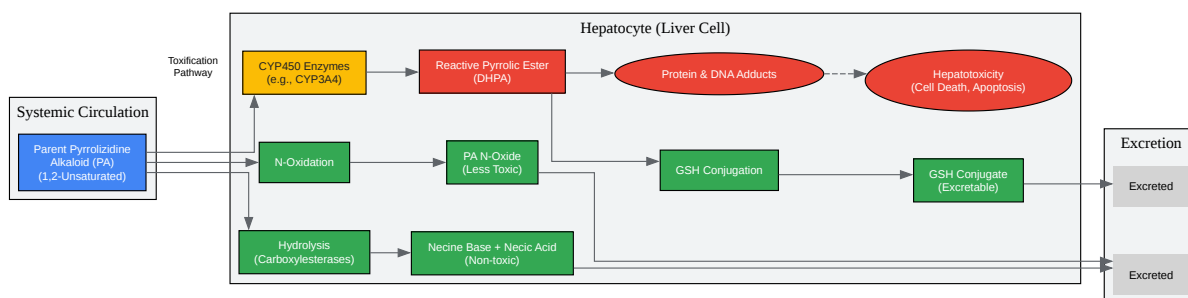 Hepatocyte (Liver Cell)
Toxification
Pathway
CYP450 Enzymes
(e.g., CYP3A4)
Reactive Pyrrolic Ester
(DHPA)
Protein & DNA Adducts
Hepatotoxicity
(Cell Death, Apoptosis)
Systemic Circulation
Parent Pyrrolizidine
Alkaloid (PA)
(1,2-Unsaturated)
N-Oxidation
PA N-Oxide
(Less Toxic)
GSH Conjugation
GSH Conjugate
(Excretable)
Excretion
Excreted
Hydrolysis
(Carboxylesterases)
Necine Base + Necic Acid
(Non-toxic)
Excreted